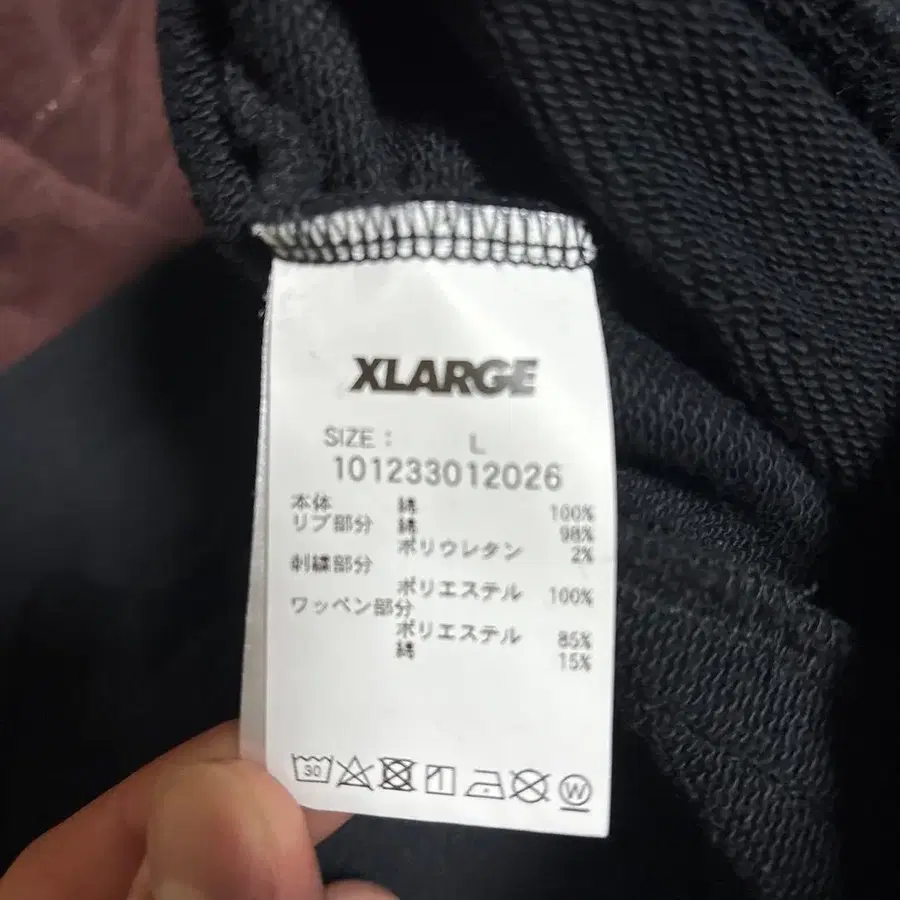 XLARGE
SIZE : L
101233012026
本体 綿 100%
リブ部分 綿 98%
ポリウレタン 2%
刺繍部分
ポリエステル 100%
ワッペン部分
ポリエステル 85%
綿 15%
30 W